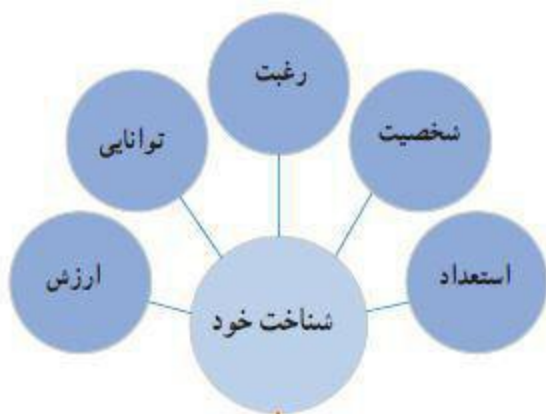 رغبت
شخصیت
توانایی
استعداد
ارزش
شناخت خود